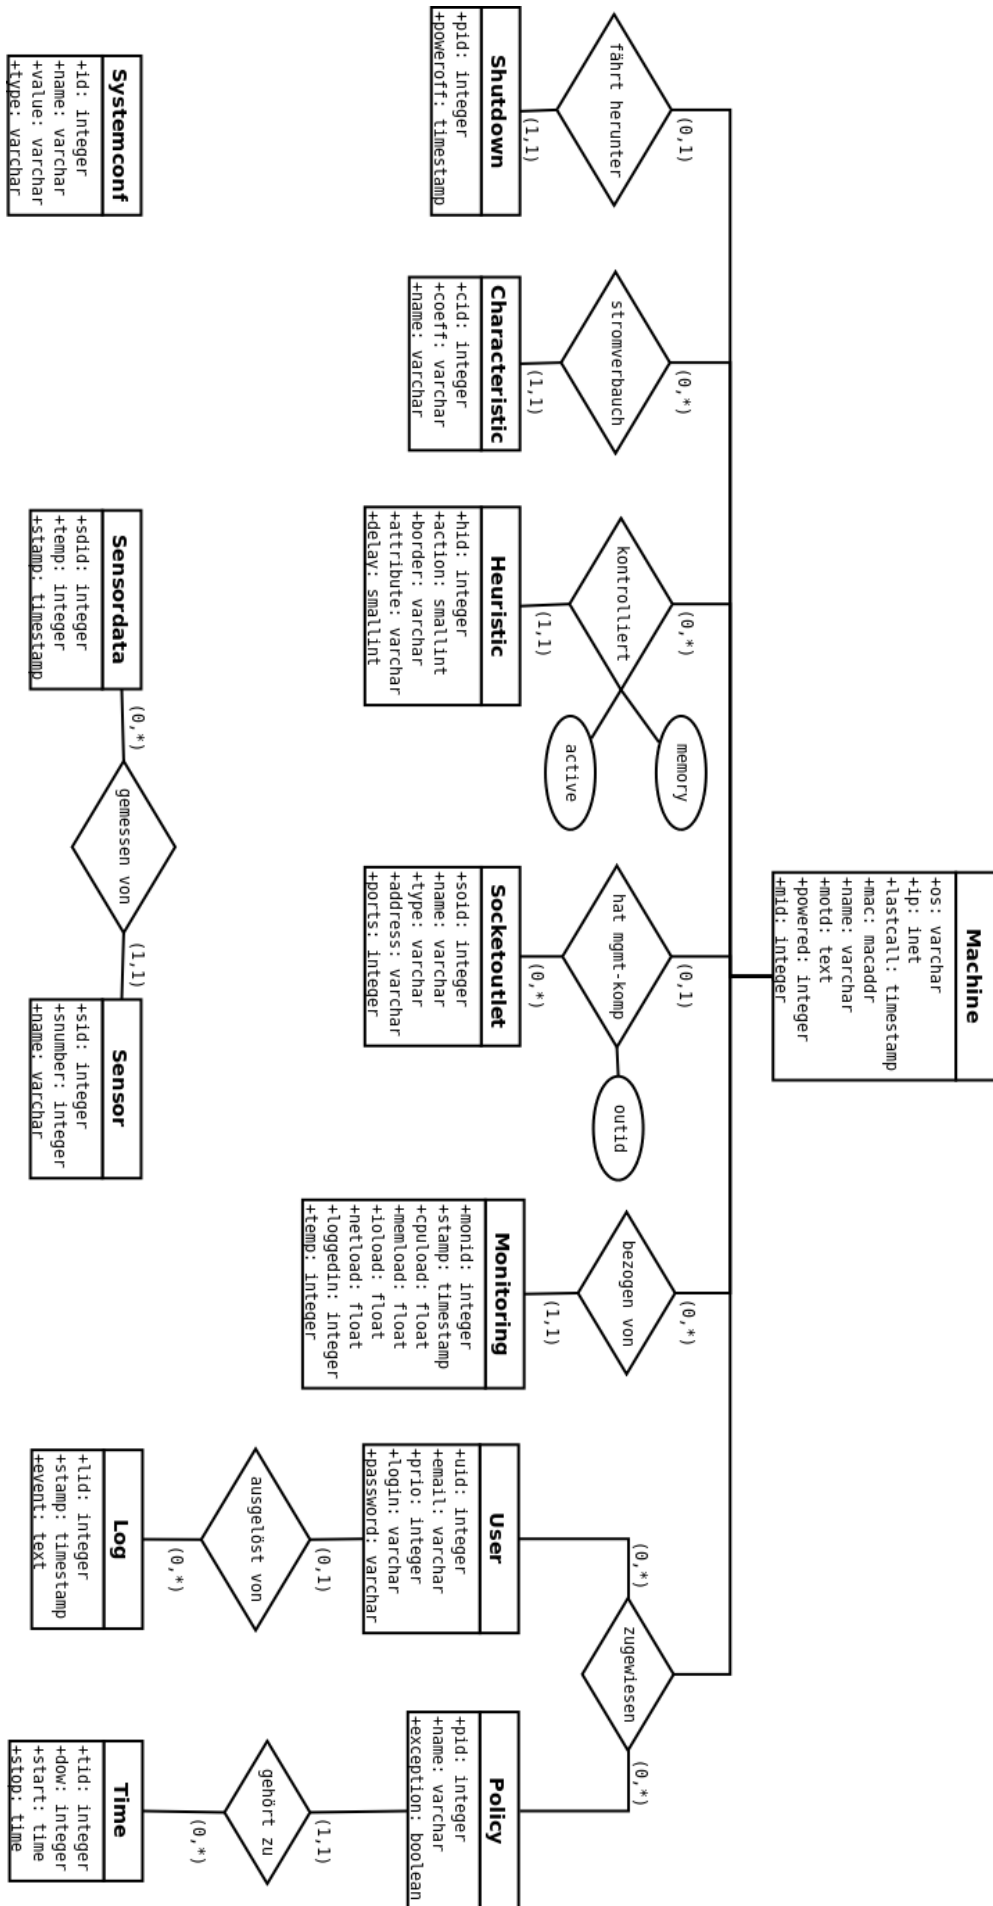 Machine
+os: varchar
+ip: inet
+lastcall: timestamp
+mac: macaddr
+name: varchar
+motd: text
+powered: integer
+mid: integer
(0,1)
(0,*)
(0,*)
(0,1)
(0,*)
fährt herunter
stromverbauch
kontrolliert
memory
active
hat mgmt-komp
outid
bezogen von
(0,*)
zugewiesen
(0,*)
(1,1)
(1,1)
(1,1)
(0,*)
(1,1)
Shutdown
+pid: integer
+poweroff: timestamp
Characteristic
+cid: integer
+coeff: varchar
+name: varchar
Heuristic
+hid: integer
+action: smallint
+border: varchar
+attribute: varchar
+delay: smallint
Socketoutlet
+soid: integer
+name: varchar
+type: varchar
+address: varchar
+ports: integer
Monitoring
+monid: integer
+stamp: timestamp
+cpuload: float
+memload: float
+ioload: float
+netload: float
+loggedin: integer
+temp: integer
User
+uid: integer
+email: varchar
+prio: integer
+login: varchar
+password: varchar
Policy
+pid: integer
+name: varchar
+exception: boolean
(0,1)
(1,1)
ausgelöst von
gehört zu
(0,*)
(0,*)
Systemconf
+id: integer
+name: varchar
+value: varchar
+type: varchar
Sensordata
+sdid: integer
+temp: integer
+stamp: timestamp
(0,*)
gemessen von
(1,1)
Sensor
+sid: integer
+snumber: integer
+name: varchar
Log
+lid: integer
+stamp: timestamp
+event: text
Time
+tid: integer
+dow: integer
+start: time
+stop: time